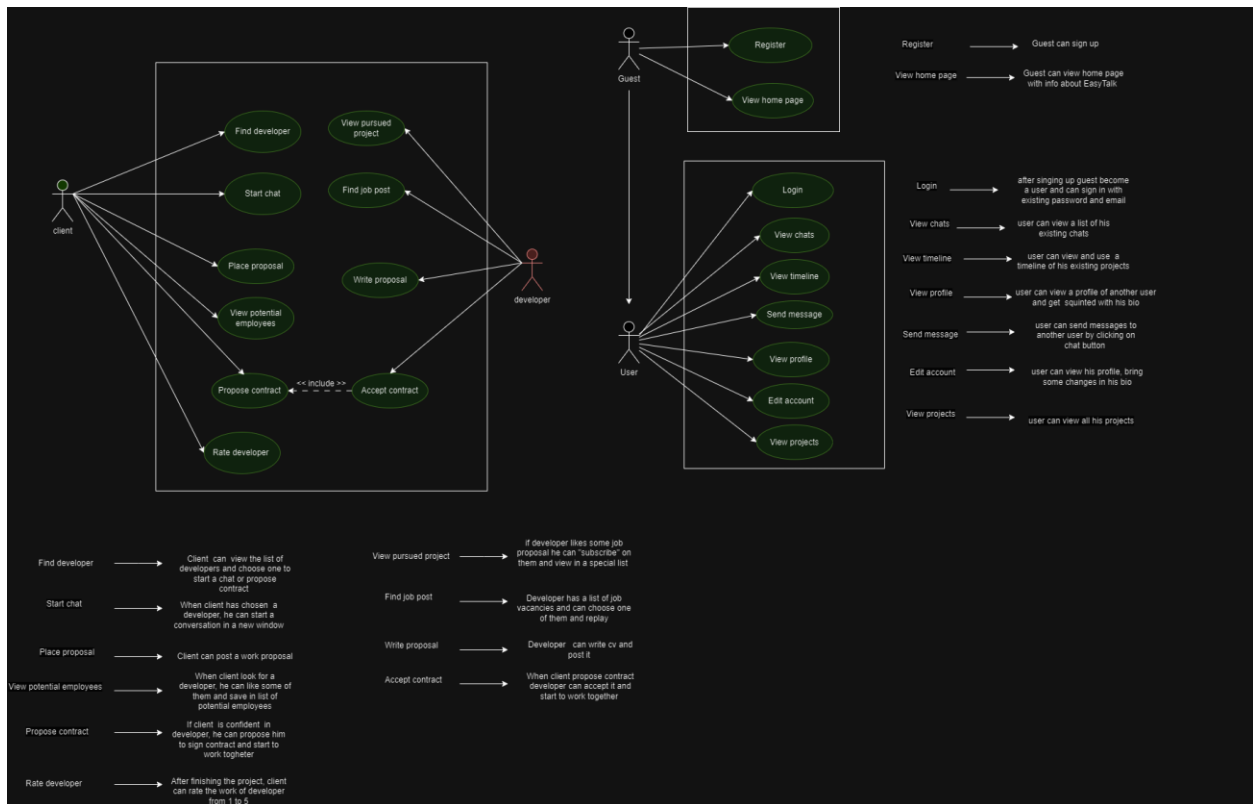 Guest
Register
View home page
Register
Guest can sign up
View home page
Guest can view home page
with info about EasyTalk
client
Find developer
Start chat
Place proposal
View potential
employees
Propose contract
<< include >>
Accept contract
Rate developer
View pursued
project
Find job post
Write proposal
developer
User
Login
View chats
View timeline
Send message
View profile
Edit account
View projects
Login
after singing up guest become
a user and can sign in with
existing password and email
View chats
user can view a list of his
existing chats
View timeline
user can view and use a
timeline of his existing projects
View profile
user can view a profile of another user
and get squinted with his bio
Send message
user can send messages to
another user by clicking on
chat button
Edit account
user can view his profile, bring
some changes in his bio
View projects
user can view all his projects
Find developer
Client can view the list of
developers and choose one to
start a chat or propose
contract
Start chat
When client has chosen a
developer, he can start a
conversation in a new window
Place proposal
Client can post a work proposal
View potential employees
When client look for a
developer, he can like some of
them and save in list of
potential employees
Propose contract
If client is confident in
developer, he can propose him
to sign contract and start to
work togheter
Rate developer
After finishing the project, client
can rate the work of developer
from 1 to 5
View pursued project
If developer likes some job
proposal he can "subscribe" on
them and view in a special list
Find job post
Developer has a list of job
vacancies and can choose one
of them and replay
Write proposal
Developer can write cv and
post it
Accept contract
When client propose contract
developer can accept it and
start to work together